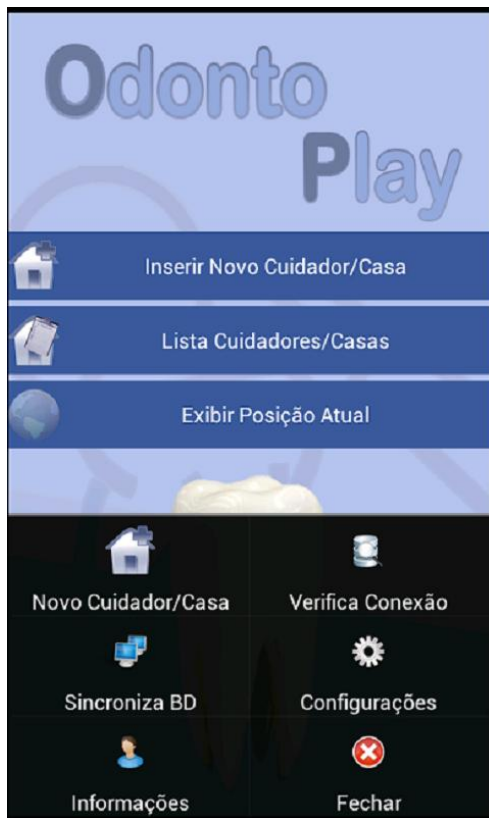 Odonto
Play
Inserir Novo Cuidador/Casa
Lista Cuidadores/Casas
Exibir Posição Atual
Novo Cuidador/Casa
Verifica Conexão
Sincroniza BD
Configurações
Informações
Fechar